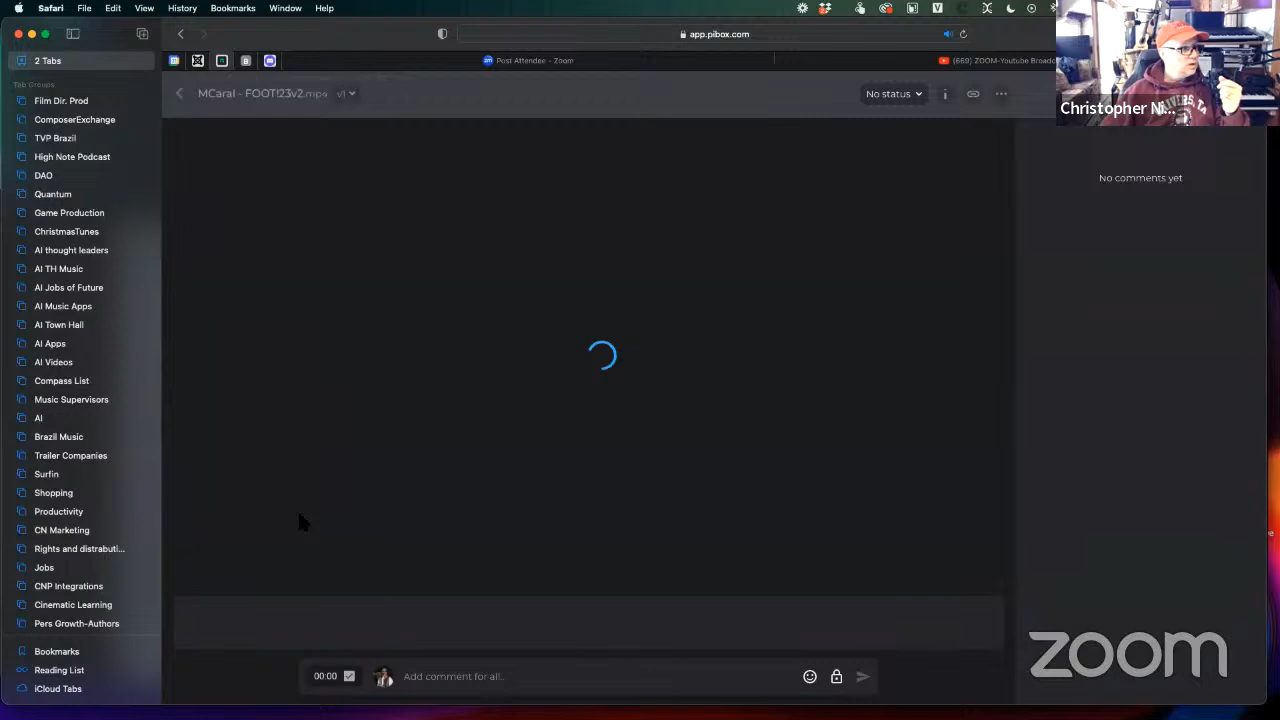 Safari File Edit View History Bookmarks Window Help
app.pibox.com
2 Tabs
Post Attendee - Zoom
(669) ZOOM-Youtube Broadc
Tab Groups
MCaral - FOOT!23v2.mp4 v1
No status
Christopher Ni...
Film Dir. Prod
ComposerExchange
TVP Brazil
High Note Podcast
No comments yet
DAO
Quantum
Game Production
ChristmasTunes
AI thought leaders
AI TH Music
AI Jobs of Future
AI Music Apps
AI Town Hall
AI Apps
AI Videos
Compass List
Music Supervisors
AI
Brazil Music
Trailer Companies
Surfin
Shopping
Productivity
CN Marketing
Rights and distributi...
Jobs
CNP Integrations
Cinematic Learning
Pers Growth-Authors
Bookmarks
Reading List
iCloud Tabs
00:00
Add comment for all..
zoom